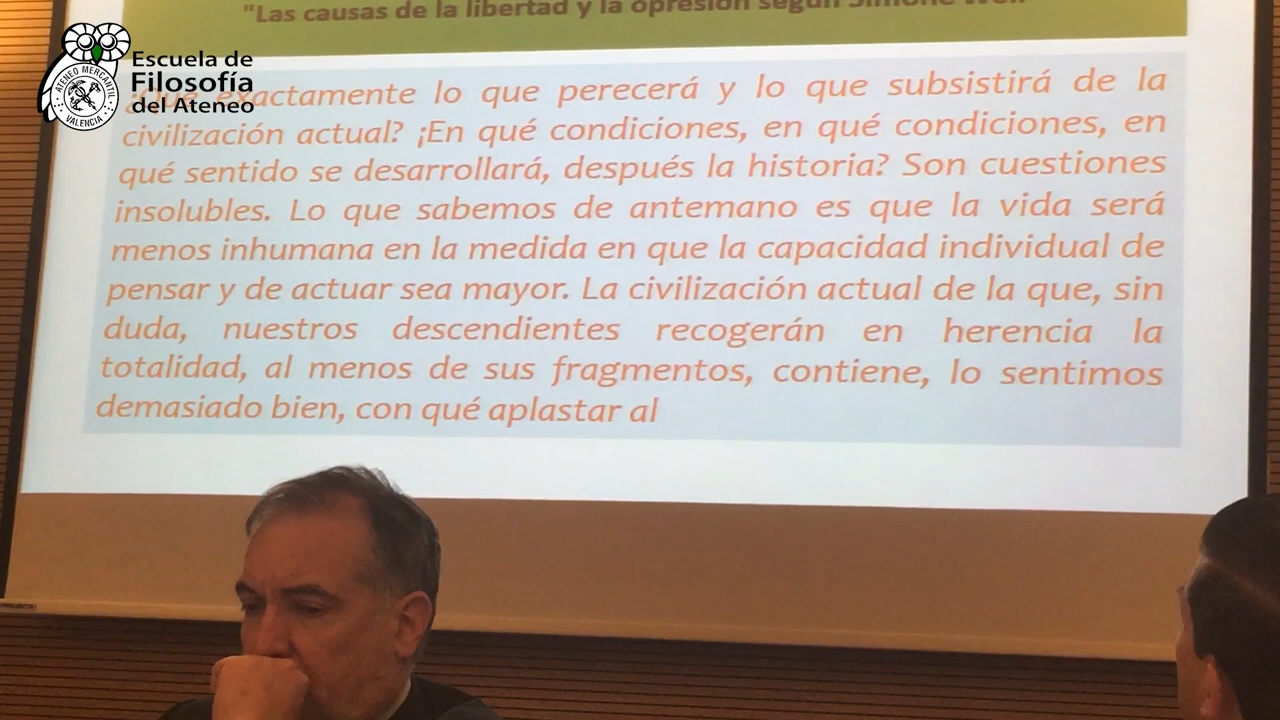 "Las causas de la libertad y la opresión según Simone Weil"
Escuela de
Filosofía
del Ateneo
ATENEO MERCANTIL
VALENCIA
exactamente lo que perecerá y lo que subsistirá de la
civilización actual? ¡En qué condiciones, en qué condiciones, en
qué sentido se desarrollará, después la historia? Son cuestiones
insolubles. Lo que sabemos de antemano es que la vida será
menos inhumana en la medida en que la capacidad individual de
pensar y de actuar sea mayor. La civilización actual de la que, sin
duda, nuestros descendientes recogerán en herencia la
totalidad, al menos de sus fragmentos, contiene, lo sentimos
demasiado bien, con qué aplastar al